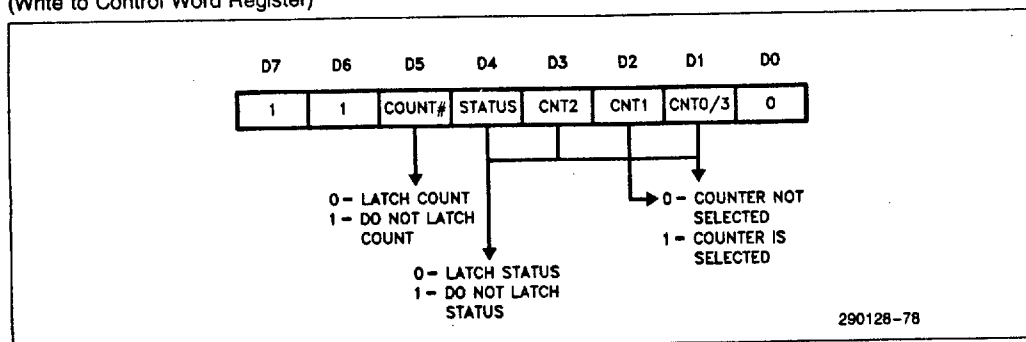 (Write to Control Word Register)
D7 D6 D5 D4 D3 D2 D1 D0
1 1 COUNT# STATUS CNT2 CNT1 CNT0/3 0
0 – LATCH COUNT
1 – DO NOT LATCH
COUNT
0 – COUNTER NOT
SELECTED
1 – COUNTER IS
SELECTED
0 – LATCH STATUS
1 – DO NOT LATCH
STATUS
290128–78